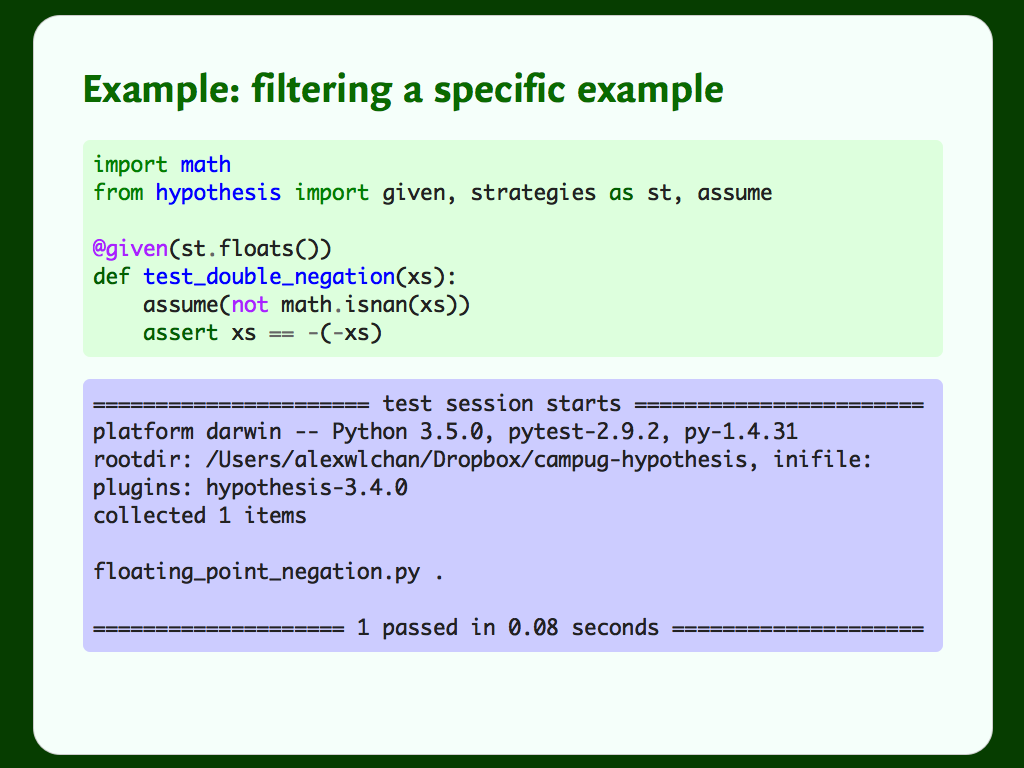 Example: filtering a specific example
import math
from hypothesis import given, strategies as st, assume
@given(st.floats())
def test_double_negation(xs):
    assume(not math.isnan(xs))
    assert xs == -(-xs)
====================== test session starts =======================
platform darwin -- Python 3.5.0, pytest-2.9.2, py-1.4.31
rootdir: /Users/alexwlchan/Dropbox/campug-hypothesis, inifile:
plugins: hypothesis-3.4.0
collected 1 items
floating_point_negation.py .
==================== 1 passed in 0.08 seconds ====================